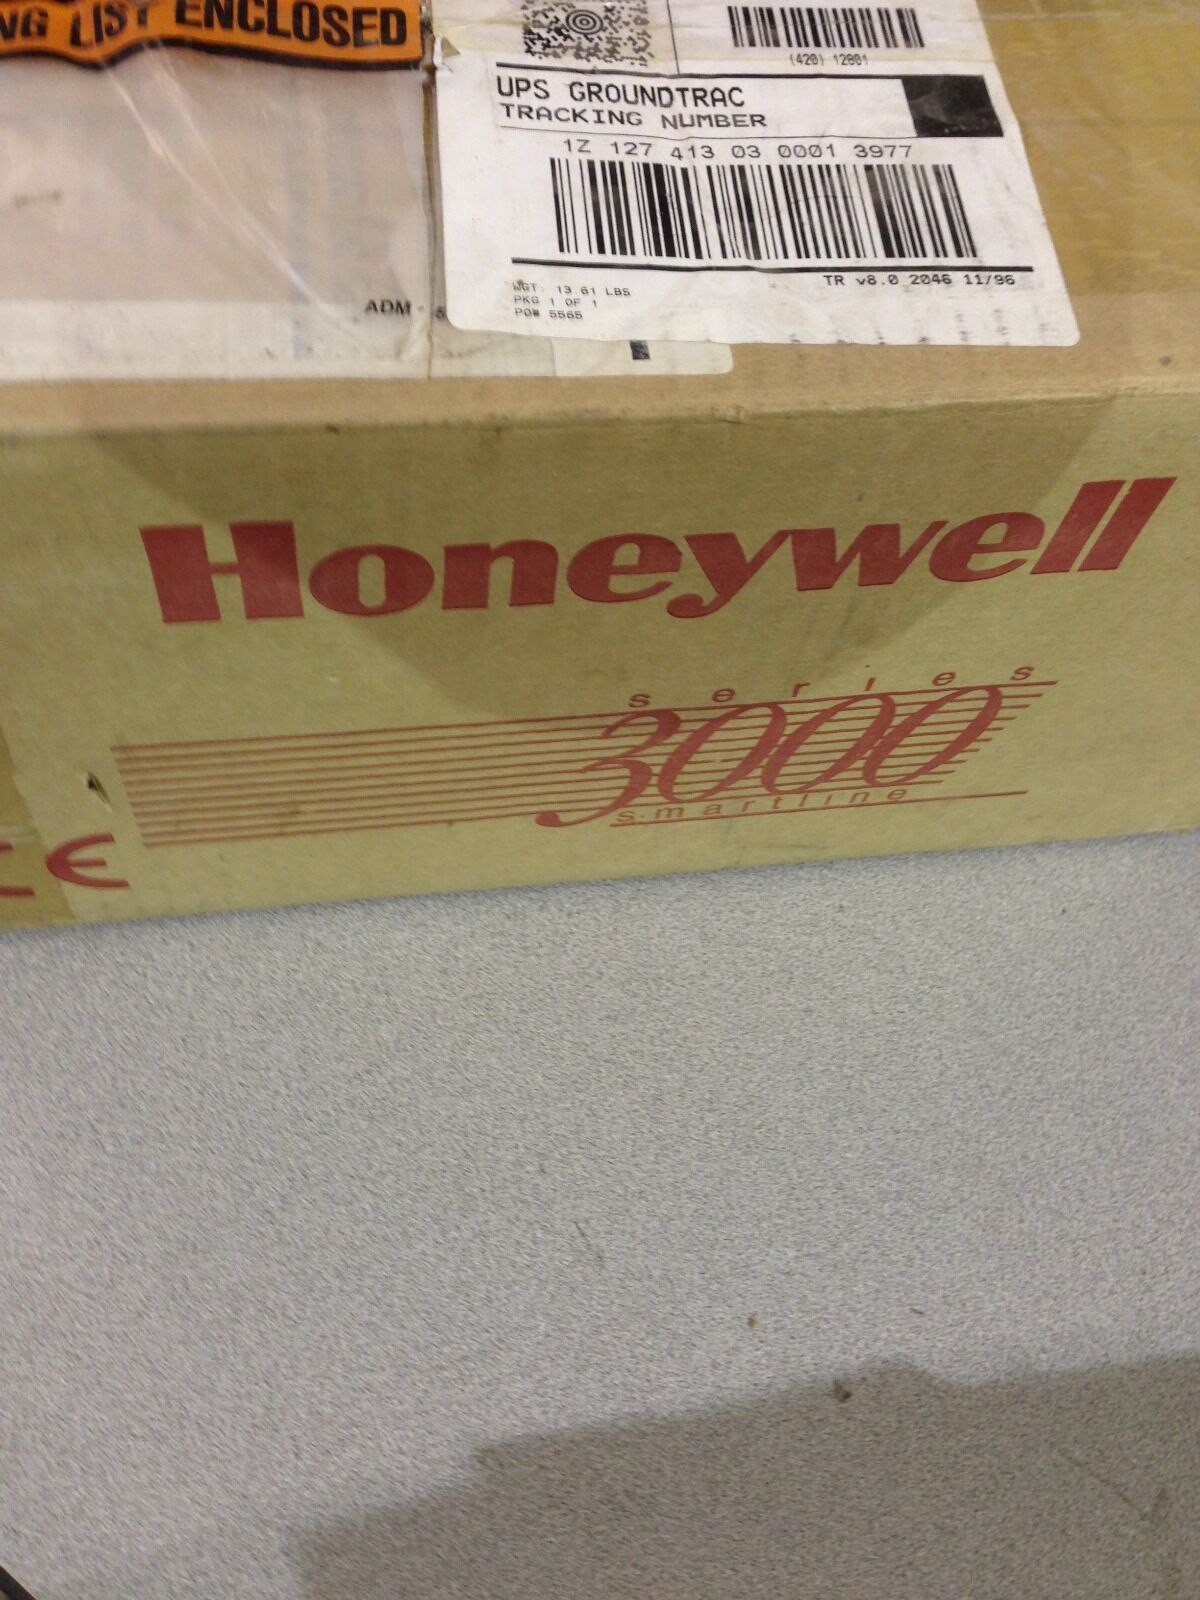 NG LIST ENCLOSED
(420) 12801
UPS GROUNDTRAC
TRACKING NUMBER
1Z 127 413 03 0001 3977
TR v8.0 2046 11/96
WGT: 13.61 LBS
PKG 1 OF 1
PO# 5565
ADM -
Honeywell
series
3000
smartline
CE